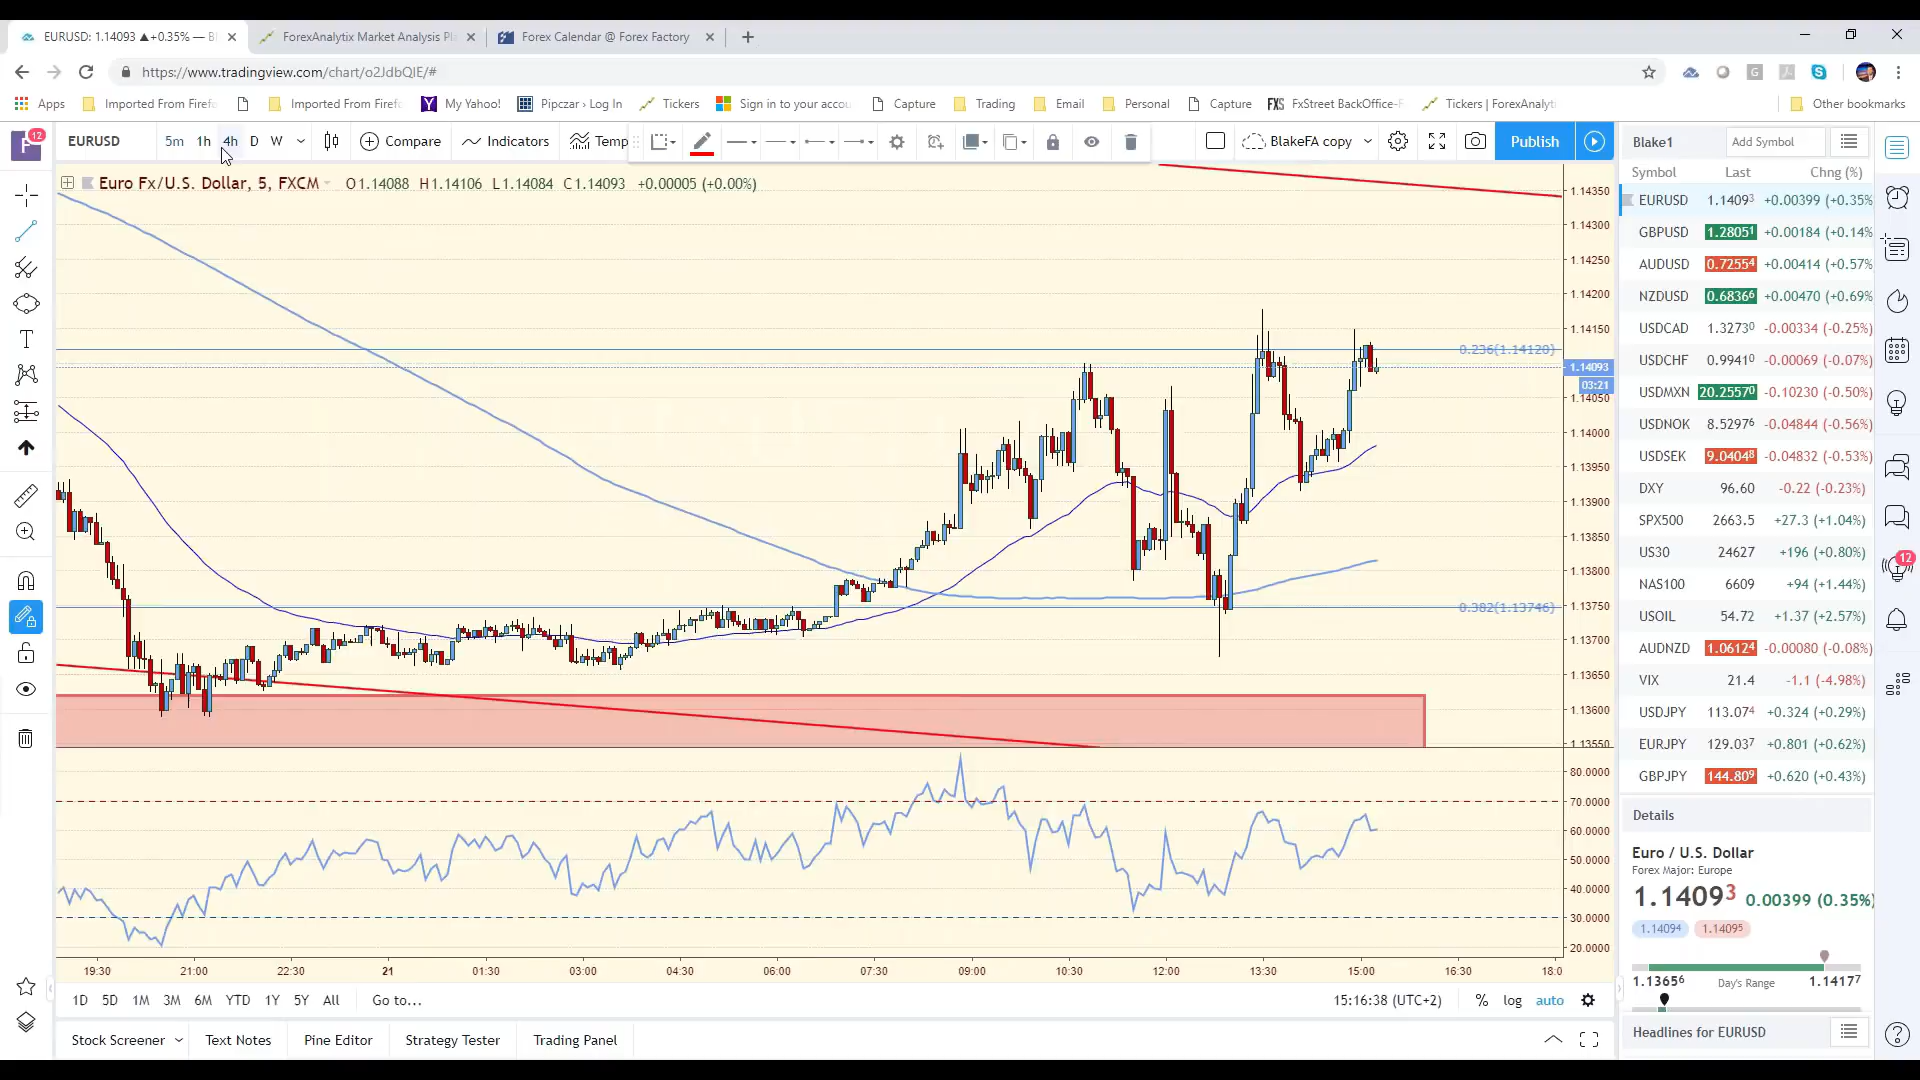 EURUSD: 1.14093 ▲+0.35% —
ForexAnalytix Market Analysis
Forex Calendar @ Forex Factory
https://www.tradingview.com/chart/o2JdbQIE/#
Apps
Imported From Firefo
Imported From Firefo
My Yahoo!
Pipczar › Log In
Tickers
Sign in to your accou
Capture
Trading
Email
Personal
Capture
FXS FxStreet BackOffice-F
Tickers | ForexAnalyti
Other bookmarks
12
EURUSD
5m 1h 4h D W
Compare
Indicators
Temp
BlakeFA copy
Publish
Blake1
Add Symbol
Euro Fx/U.S. Dollar, 5, FXCM O1.14088 H1.14106 L1.14084 C1.14093 +0.00005 (+0.00%)
0.236(1.14120)
0.382(1.13746)
1.14350
1.14300
1.14250
1.14200
1.14150
1.14093
03:21
1.14050
1.14000
1.13950
1.13900
1.13850
1.13800
1.13750
1.13700
1.13650
1.13600
1.13550
80.0000
70.0000
60.0000
50.0000
40.0000
30.0000
20.0000
19:30 21:00 22:30 21 01:30 03:00 04:30 06:00 07:30 09:00 10:30 12:00 13:30 15:00 16:30 18:0
1D 5D 1M 3M 6M YTD 1Y 5Y All Go to...
15:16:38 (UTC+2) % log auto
Stock Screener Text Notes Pine Editor Strategy Tester Trading Panel
Symbol Last Chng (%)
EURUSD 1.14093 +0.00399 (+0.35%
GBPUSD 1.28051 +0.00184 (+0.14%
AUDUSD 0.72554 +0.00414 (+0.57%
NZDUSD 0.68366 +0.00470 (+0.69%
USDCAD 1.32730 -0.00334 (-0.25%)
USDCHF 0.99410 -0.00069 (-0.07%)
USDMXN 20.25570 -0.10230 (-0.50%)
USDNOK 8.52976 -0.04844 (-0.56%)
USDSEK 9.04048 -0.04832 (-0.53%)
DXY 96.60 -0.22 (-0.23%)
SPX500 2663.5 +27.3 (+1.04%)
US30 24627 +196 (+0.80%)
NAS100 6609 +94 (+1.44%)
USOIL 54.72 +1.37 (+2.57%)
AUDNZD 1.06124 -0.00080 (-0.08%)
VIX 21.4 -1.1 (-4.98%)
USDJPY 113.074 +0.324 (+0.29%)
EURJPY 129.037 +0.801 (+0.62%)
GBPJPY 144.809 +0.620 (+0.43%)
Details
Euro / U.S. Dollar
Forex Major: Europe
1.14093 0.00399 (0.35%)
1.14094 1.14095
1.13656 Day's Range 1.14177
Headlines for EURUSD
12